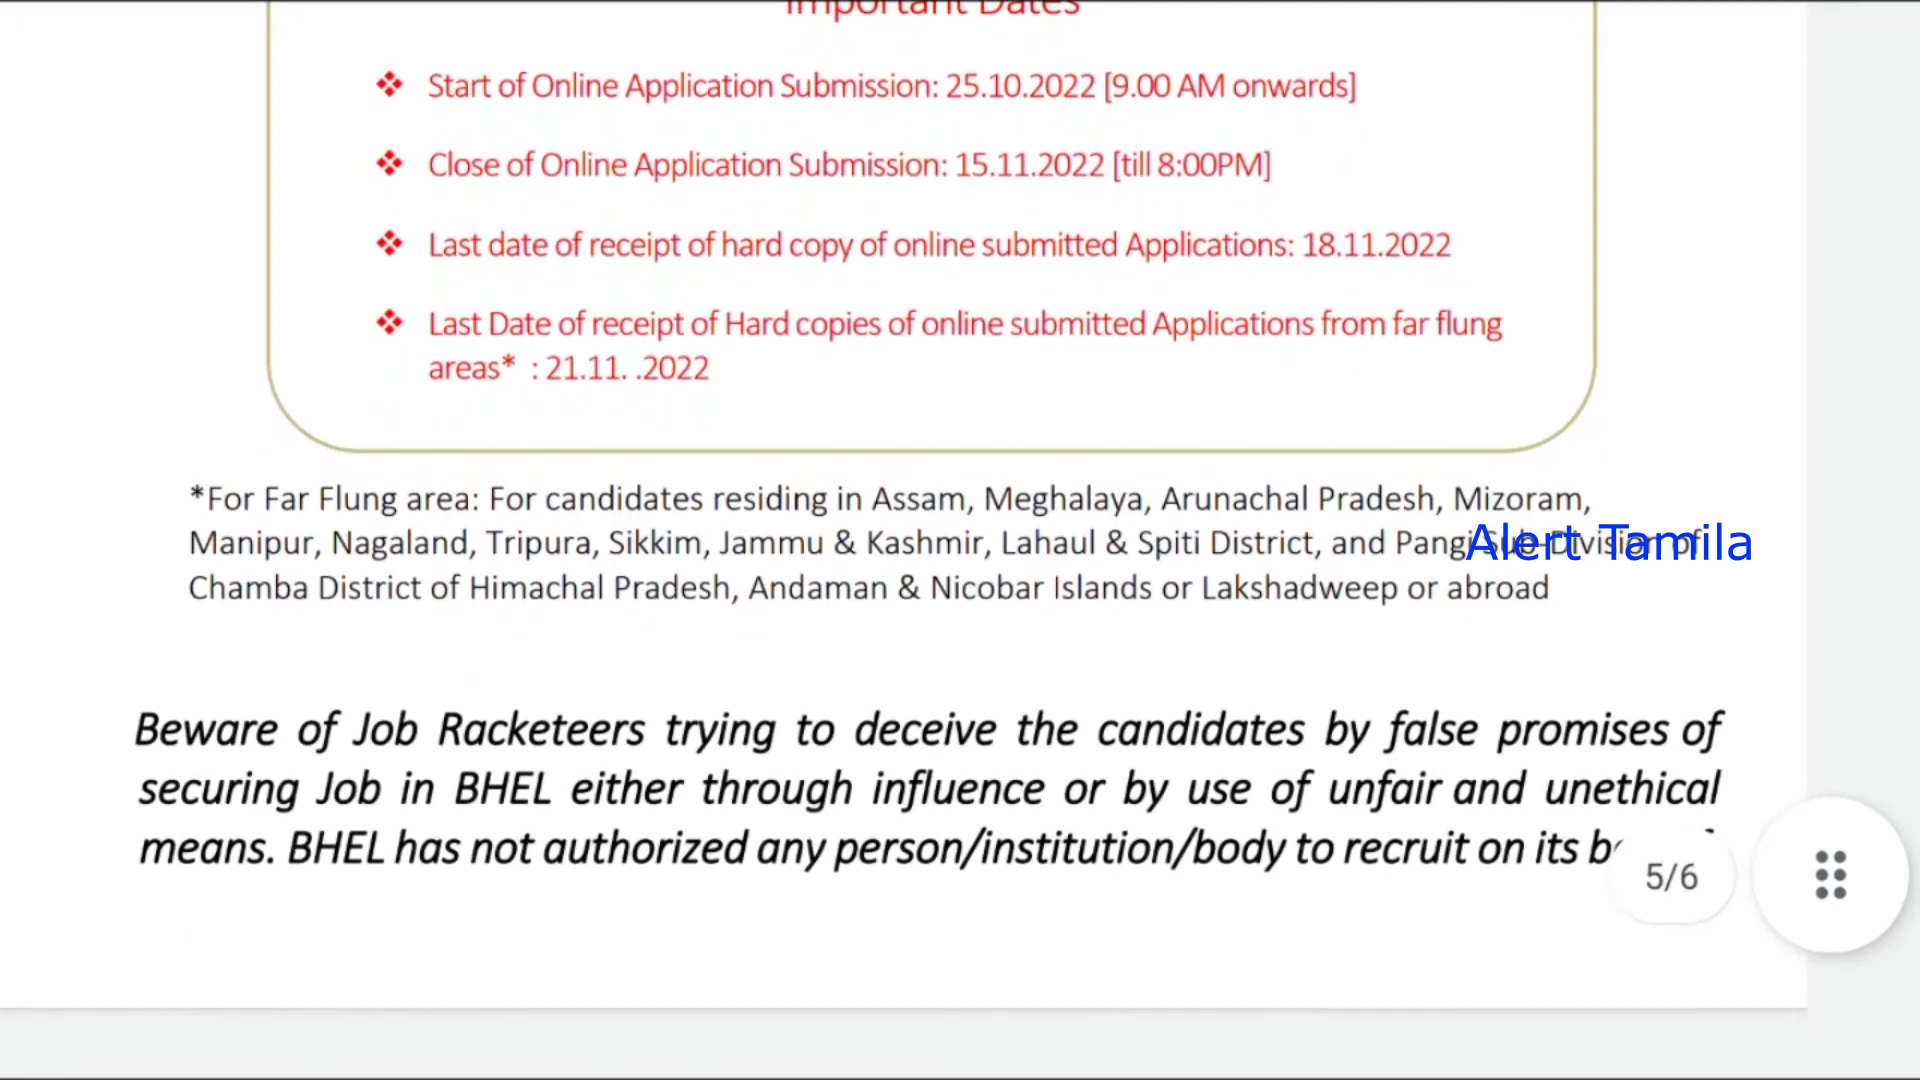 Important Dates
❖ Start of Online Application Submission: 25.10.2022 [9.00 AM onwards]
❖ Close of Online Application Submission: 15.11.2022 [till 8:00PM]
❖ Last date of receipt of hard copy of online submitted Applications: 18.11.2022
❖ Last Date of receipt of Hard copies of online submitted Applications from far flung
areas* : 21.11. .2022
*For Far Flung area: For candidates residing in Assam, Meghalaya, Arunachal Pradesh, Mizoram,
Manipur, Nagaland, Tripura, Sikkim, Jammu & Kashmir, Lahaul & Spiti District, and Pangi Sub-Division of
Alert Tamila
Chamba District of Himachal Pradesh, Andaman & Nicobar Islands or Lakshadweep or abroad
Beware of Job Racketeers trying to deceive the candidates by false promises of
securing Job in BHEL either through influence or by use of unfair and unethical
means. BHEL has not authorized any person/institution/body to recruit on its
5/6